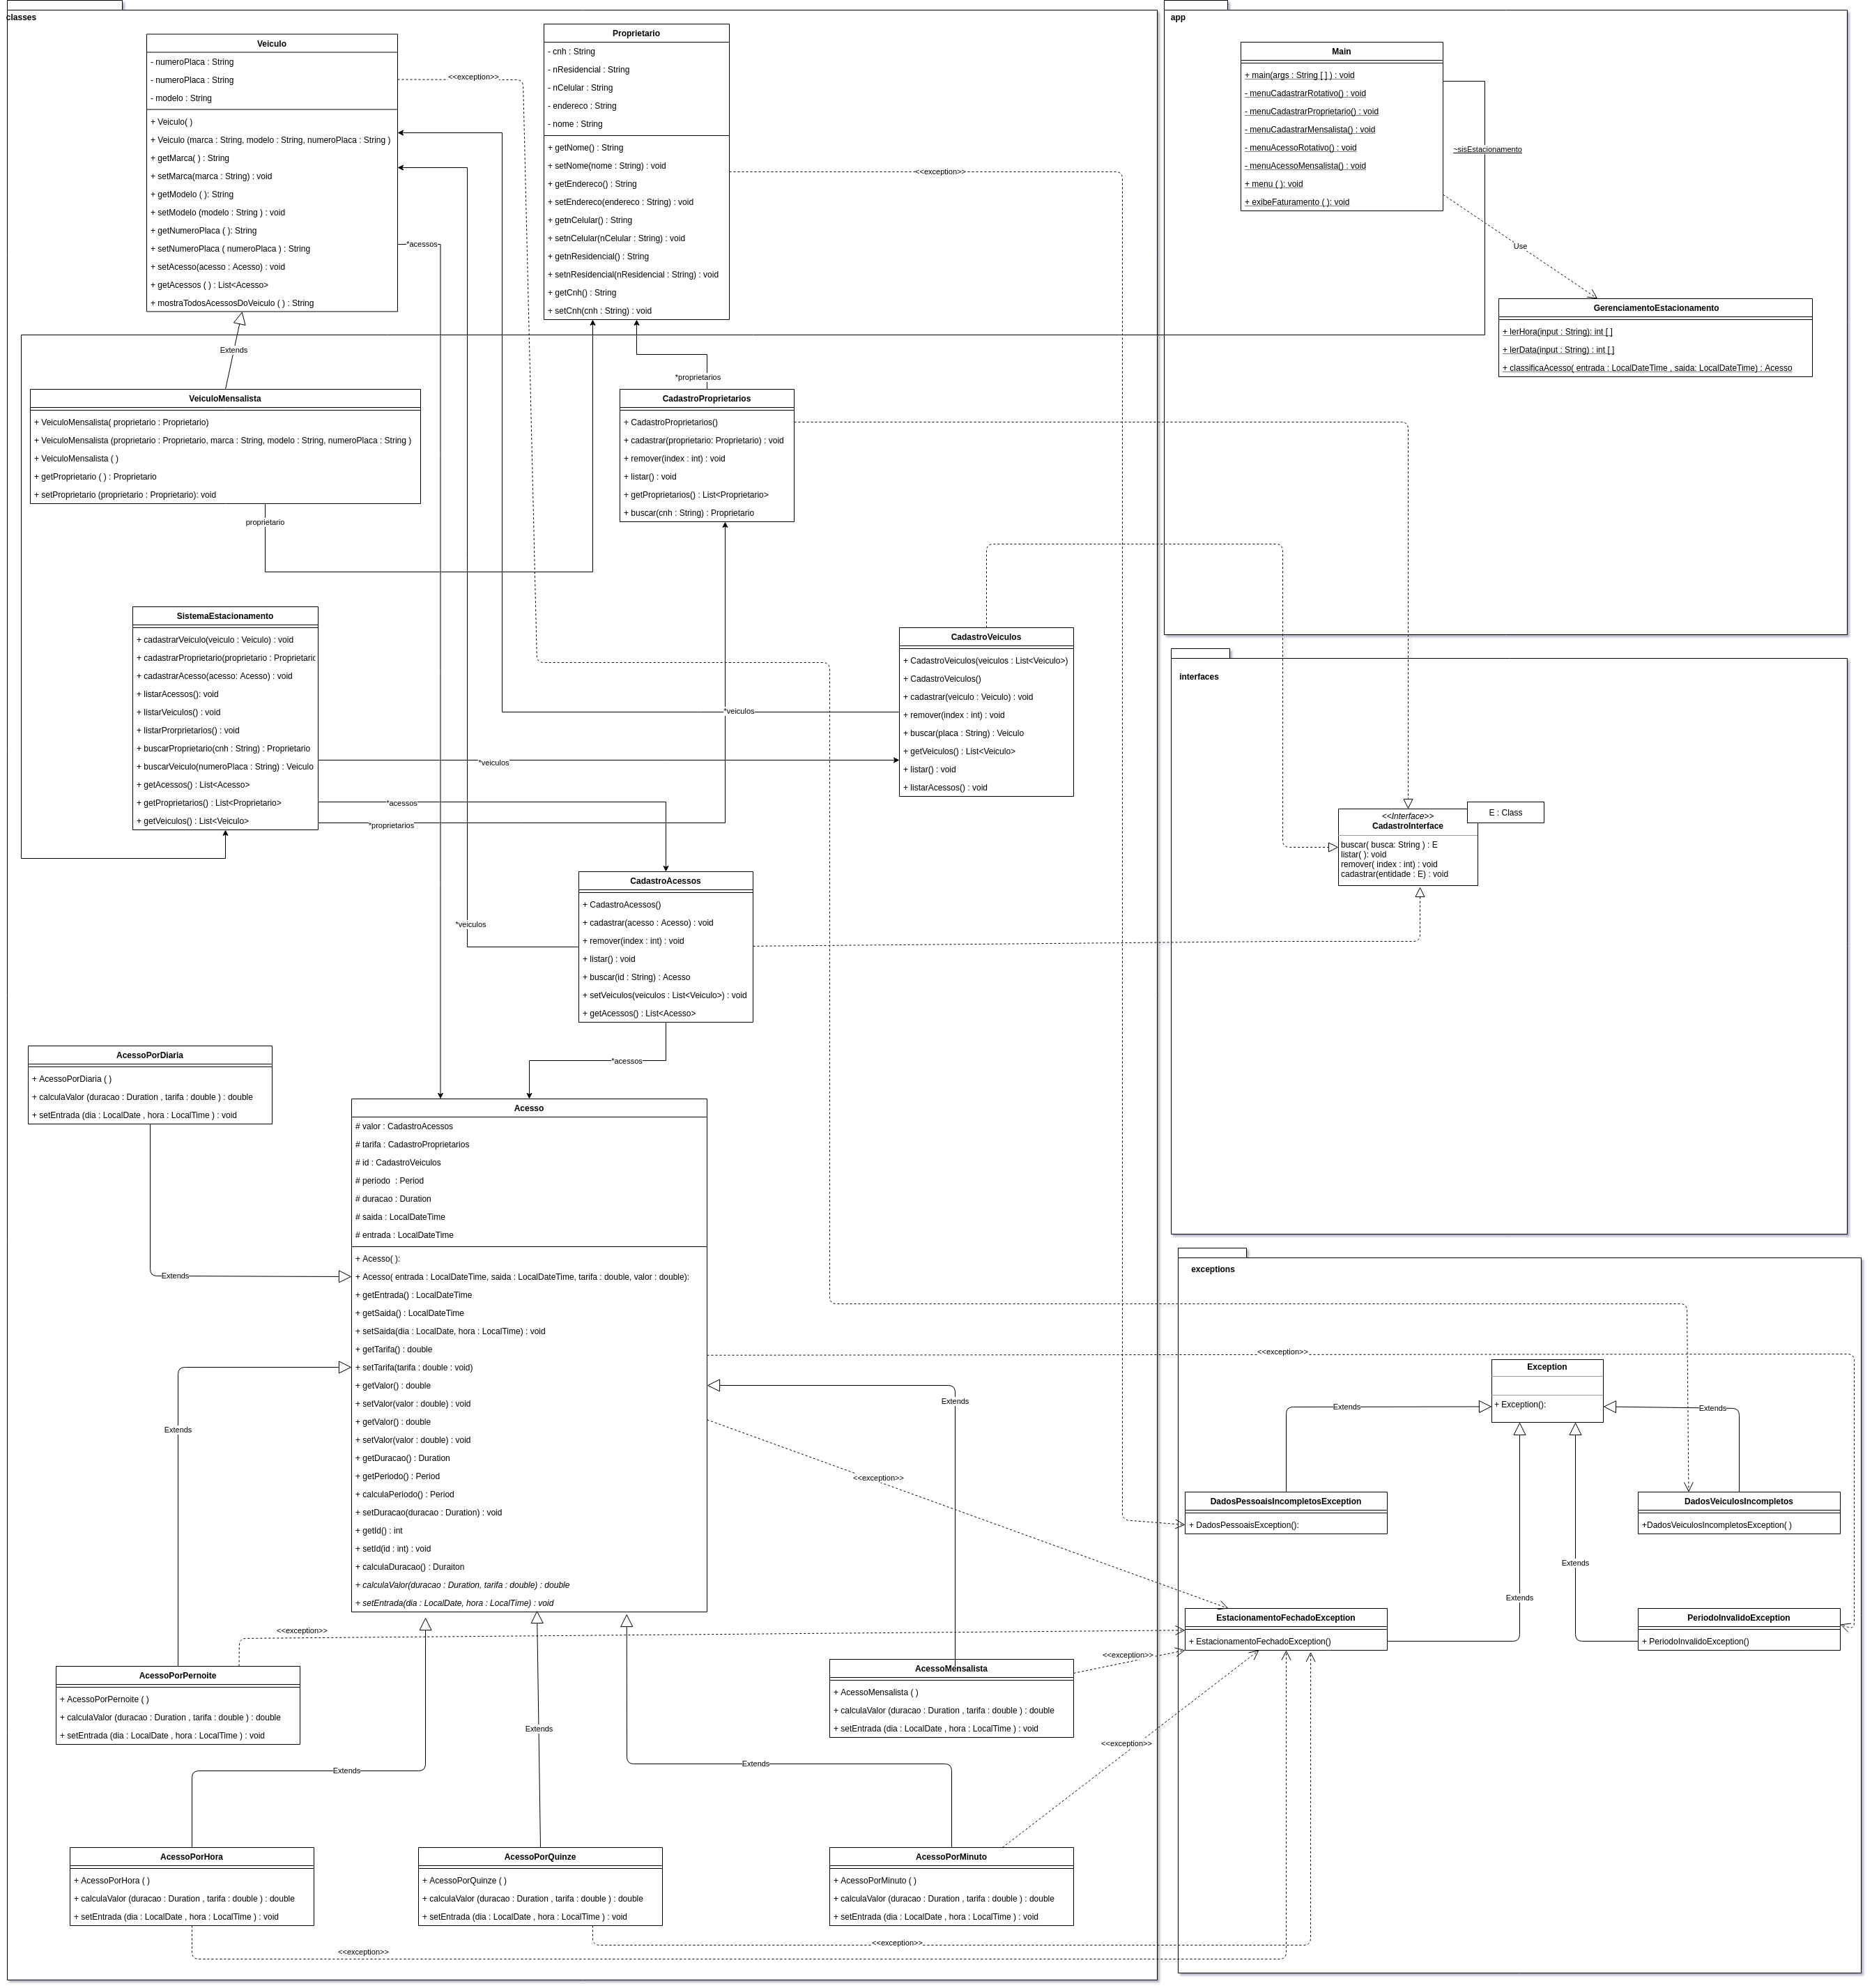 classes
Veiculo
- numeroPlaca : String
- numeroPlaca : String
- modelo : String
+ Veiculo( )
+ Veiculo (marca : String, modelo : String, numeroPlaca : String )
+ getMarca( ) : String
+ setMarca(marca : String) : void
+ getModelo ( ): String
+ setModelo (modelo : String ) : void
+ getNumeroPlaca ( ): String
+ setNumeroPlaca ( numeroPlaca ) : String
+ setAcesso(acesso : Acesso) : void
+ getAcessos ( ) : List<Acesso>
+ mostraTodosAcessosDoVeiculo ( ) : String
<<exception>>
*acessos
Proprietario
- cnh : String
- nResidencial : String
- nCelular : String
- endereco : String
- nome : String
+ getNome() : String
+ setNome(nome : String) : void
+ getEndereco() : String
+ setEndereco(endereco : String) : void
+ getnCelular() : String
+ setnCelular(nCelular : String) : void
+ getnResidencial() : String
+ setnResidencial(nResidencial : String) : void
+ getCnh() : String
+ setCnh(cnh : String) : void
<<exception>>
app
Main
+ main(args : String [ ] ) : void
- menuCadastrarRotativo() : void
- menuCadastrarProprietario() : void
- menuCadastrarMensalista() : void
- menuAcessoRotativo() : void
- menuAcessoMensalista() : void
+ menu ( ): void
+ exibeFaturamento ( ): void
~sisEstacionamento
Use
GerenciamentoEstacionamento
+ lerHora(input : String): int [ ]
+ lerData(input : String) : int [ ]
+ classificaAcesso( entrada : LocalDateTime , saida: LocalDateTime) : Acesso
Extends
VeiculoMensalista
+ VeiculoMensalista( proprietario : Proprietario)
+ VeiculoMensalista (proprietario : Proprietario, marca : String, modelo : String, numeroPlaca : String )
+ VeiculoMensalista ( )
+ getProprietario ( ) : Proprietario
+ setProprietario (proprietario : Proprietario): void
proprietario
*proprietarios
CadastroProprietarios
+ CadastroProprietarios()
+ cadastrar(proprietario: Proprietario) : void
+ remover(index : int) : void
+ listar() : void
+ getProprietarios() : List<Proprietario>
+ buscar(cnh : String) : Proprietario
SistemaEstacionamento
+ cadastrarVeiculo(veiculo : Veiculo) : void
+ cadastrarProprietario(proprietario : Proprietario
+ cadastrarAcesso(acesso: Acesso) : void
+ listarAcessos(): void
+ listarVeiculos() : void
+ listarProrprietarios() : void
+ buscarProprietario(cnh : String) : Proprietario
+ buscarVeiculo(numeroPlaca : String) : Veiculo
+ getAcessos() : List<Acesso>
+ getProprietarios() : List<Proprietario>
+ getVeiculos() : List<Veiculo>
*veiculos
*acessos
*proprietarios
*veiculos
CadastroVeiculos
+ CadastroVeiculos(veiculos : List<Veiculo>)
+ CadastroVeiculos()
+ cadastrar(veiculo : Veiculo) : void
+ remover(index : int) : void
+ buscar(placa : String) : Veiculo
+ getVeiculos() : List<Veiculo>
+ listar() : void
+ listarAcessos() : void
interfaces
E : Class
<<Interface>>
CadastroInterface
buscar( busca: String ) : E
listar( ): void
remover( index : int) : void
cadastrar(entidade : E) : void
*veiculos
CadastroAcessos
+ CadastroAcessos()
+ cadastrar(acesso : Acesso) : void
+ remover(index : int) : void
+ listar() : void
+ buscar(id : String) : Acesso
+ setVeiculos(veiculos : List<Veiculo>) : void
+ getAcessos() : List<Acesso>
*acessos
AcessoPorDiaria
+ AcessoPorDiaria ( )
+ calculaValor (duracao : Duration , tarifa : double ) : double
+ setEntrada (dia : LocalDate , hora : LocalTime ) : void
Extends
Acesso
# valor : CadastroAcessos
# tarifa : CadastroProprietarios
# id : CadastroVeiculos
# periodo : Period
# duracao : Duration
# saida : LocalDateTime
# entrada : LocalDateTime
+ Acesso( ):
+ Acesso( entrada : LocalDateTime, saida : LocalDateTime, tarifa : double, valor : double):
+ getEntrada() : LocalDateTime
+ getSaida() : LocalDateTime
+ setSaida(dia : LocalDate, hora : LocalTime) : void
+ getTarifa() : double
+ setTarifa(tarifa : double : void)
+ getValor() : double
+ setValor(valor : double) : void
+ getValor() : double
+ setValor(valor : double) : void
+ getDuracao() : Duration
+ getPeriodo() : Period
+ calculaPeriodo() : Period
+ setDuracao(duracao : Duration) : void
+ getId() : int
+ setId(id : int) : void
+ calculaDuracao() : Duraiton
+ calculaValor(duracao : Duration, tarifa : double) : double
+ setEntrada(dia : LocalDate, hora : LocalTime) : void
Extends
Extends
<<exception>>
<<exception>>
exceptions
Exception
+ Exception():
Extends
Extends
DadosPessoaisIncompletosException
+ DadosPessoaisException():
DadosVeiculosIncompletos
+DadosVeiculosIncompletosException( )
Extends
Extends
EstacionamentoFechadoException
+ EstacionamentoFechadoException()
PeriodoInvalidoException
+ PeriodoInvalidoException()
<<exception>>
AcessoPorPernoite
+ AcessoPorPernoite ( )
+ calculaValor (duracao : Duration , tarifa : double ) : double
+ setEntrada (dia : LocalDate , hora : LocalTime ) : void
<<exception>>
AcessoMensalista
+ AcessoMensalista ( )
+ calculaValor (duracao : Duration , tarifa : double ) : double
+ setEntrada (dia : LocalDate , hora : LocalTime ) : void
Extends
Extends
Extends
<<exception>>
AcessoPorHora
+ AcessoPorHora ( )
+ calculaValor (duracao : Duration , tarifa : double ) : double
+ setEntrada (dia : LocalDate , hora : LocalTime ) : void
AcessoPorQuinze
+ AcessoPorQuinze ( )
+ calculaValor (duracao : Duration , tarifa : double ) : double
+ setEntrada (dia : LocalDate , hora : LocalTime ) : void
AcessoPorMinuto
+ AcessoPorMinuto ( )
+ calculaValor (duracao : Duration , tarifa : double ) : double
+ setEntrada (dia : LocalDate , hora : LocalTime ) : void
<<exception>>
<<exception>>